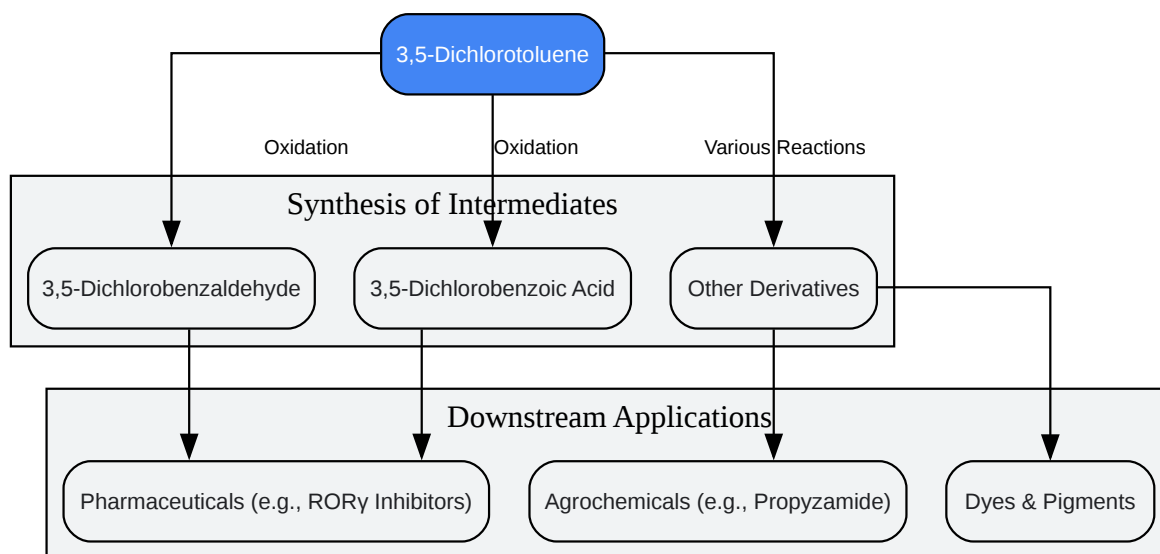 3,5-Dichlorotoluene
Oxidation
Oxidation
Various Reactions
Synthesis of Intermediates
3,5-Dichlorobenzaldehyde
3,5-Dichlorobenzoic Acid
Other Derivatives
Downstream Applications
Pharmaceuticals (e.g., RORγ Inhibitors)
Agrochemicals (e.g., Propyzamide)
Dyes & Pigments